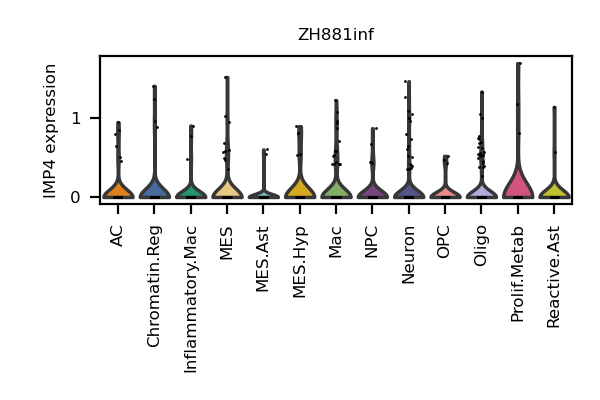 ZH881inf
IMP4 expression
1
0
AC
Chromatin.Reg
Inflammatory.Mac
MES
MES.Ast
MES.Hyp
Mac
NPC
Neuron
OPC
Oligo
Prolif.Metab
Reactive.Ast